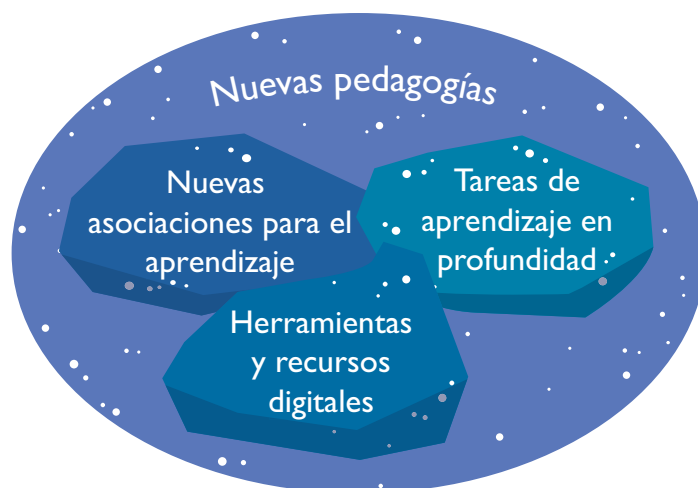 Nuevas pedagogías
Nuevas
asociaciones para el
aprendizaje
Tareas de
aprendizaje en
profundidad
Herramientas
y recursos
digitales